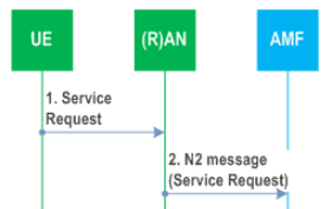 UE
(R)AN
AMF
1. Service
Request
2. N2 message
(Service Request)